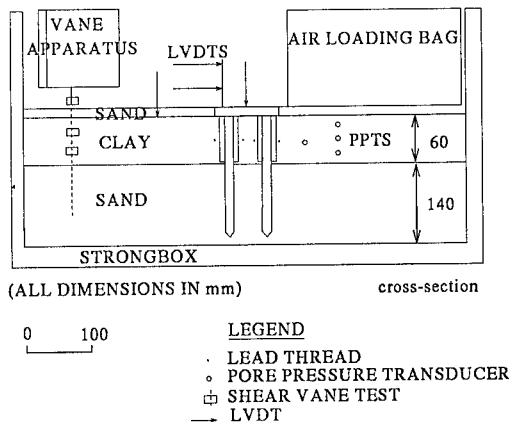 VANE
APPARATUS
LVDTS
AIR LOADING BAG
SAND
CLAY
PPTS
60
SAND
140
STRONGBOX
(ALL DIMENSIONS IN mm)
cross-section
0 100
LEGEND
LEAD THREAD
PORE PRESSURE TRANSDUCER
SHEAR VANE TEST
LVDT